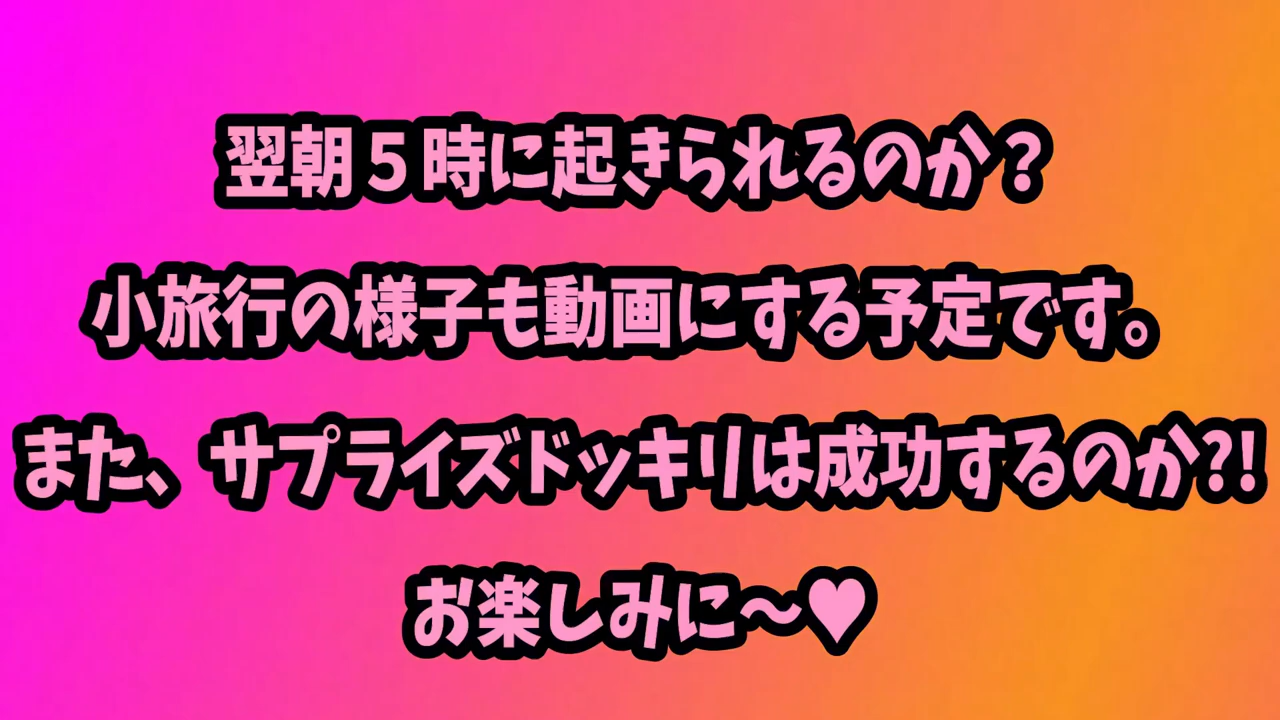 翌朝５時に起きられるのか？
小旅行の様子も動画にする予定です。
また、サプライズドッキリは成功するのか?!
お楽しみに〜♥